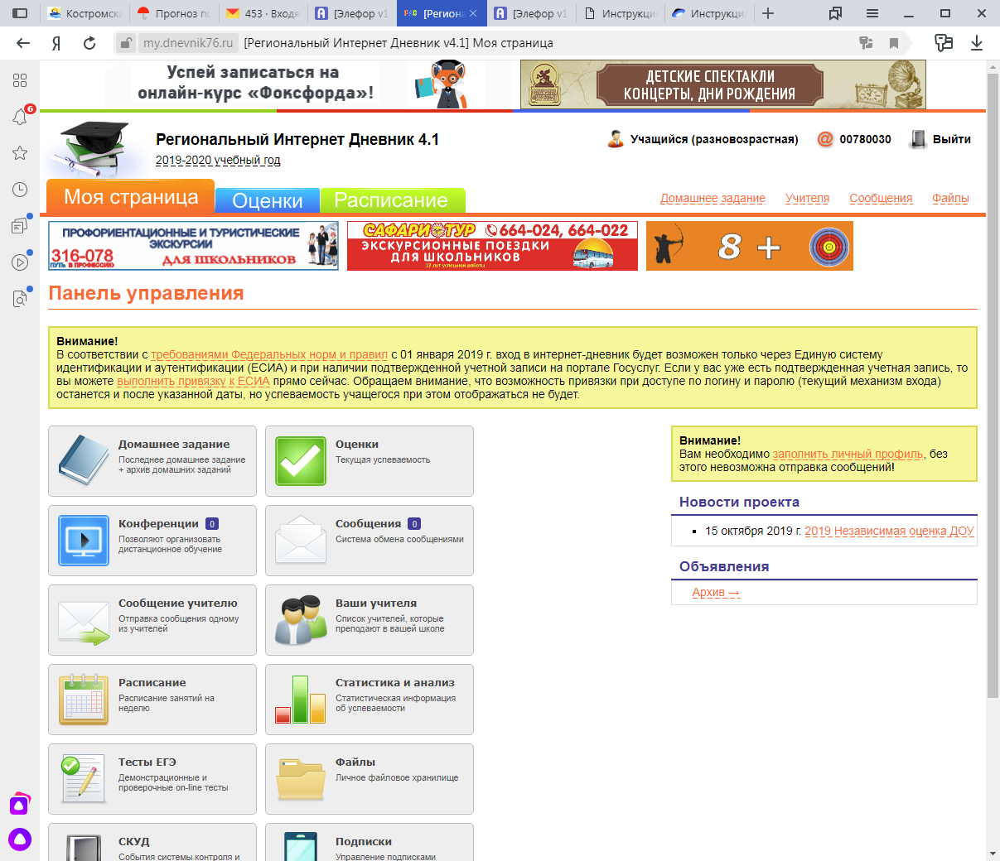 Костромск
Прогноз по
453 · Входя
[Элефор v1
[Региона
[Элефор v1
Инструкци
Инструкци
my.dnevnik76.ru [Региональный Интернет Дневник v4.1] Моя страница
6
Успей записаться на
онлайн-курс «Фоксфорда»!
ДЕТСКИЕ СПЕКТАКЛИ
КОНЦЕРТЫ, ДНИ РОЖДЕНИЯ
Региональный Интернет Дневник 4.1
2019-2020 учебный год
Учащийся (разновозрастная)
00780030
Выйти
Моя страница
Оценки
Расписание
Домашнее задание
Учителя
Сообщения
Файлы
ПРОФОРИЕНТАЦИОННЫЕ И ТУРИСТИЧЕСКИЕ
ЭКСКУРСИИ
316-078
ДЛЯ ШКОЛЬНИКОВ
ПУТЬ В ПРОФЕССИЮ
САФАРИ ТУР 664-024, 664-022
ЭКСКУРСИОННЫЕ ПОЕЗДКИ
ДЛЯ ШКОЛЬНИКОВ
12 лет успешной работы
8 +
Панель управления
Внимание!
В соответствии с требованиями Федеральных норм и правил с 01 января 2019 г. вход в интернет-дневник будет возможен только через Единую систему
идентификации и аутентификации (ЕСИА) и при наличии подтвержденной учетной записи на портале Госуслуг. Если у вас уже есть подтвержденная учетная запись, то
вы можете выполнить привязку к ЕСИА прямо сейчас. Обращаем внимание, что возможность привязки при доступе по логину и паролю (текущий механизм входа)
останется и после указанной даты, но успеваемость учащегося при этом отображаться не будет.
Домашнее задание
Последнее домашнее задание
+ архив домашних заданий
Оценки
Текущая успеваемость
Конференции 0
Позволяют организовать
дистанционное обучение
Сообщения 0
Система обмена сообщениями
Сообщение учителю
Отправка сообщения одному
из учителей
Ваши учителя
Список учителей, которые
преподают в вашей школе
Расписание
Расписание занятий на
неделю
Статистика и анализ
Статистическая информация
об успеваемости
Тесты ЕГЭ
Демонстрационные и
проверочные on-line тесты
Файлы
Личное файловое хранилище
СКУД
События системы контроля и
Подписки
Управление подписками
Внимание!
Вам необходимо заполнить личный профиль, без
этого невозможна отправка сообщений!
Новости проекта
15 октября 2019 г. 2019 Независимая оценка ДОУ
Объявления
Архив →